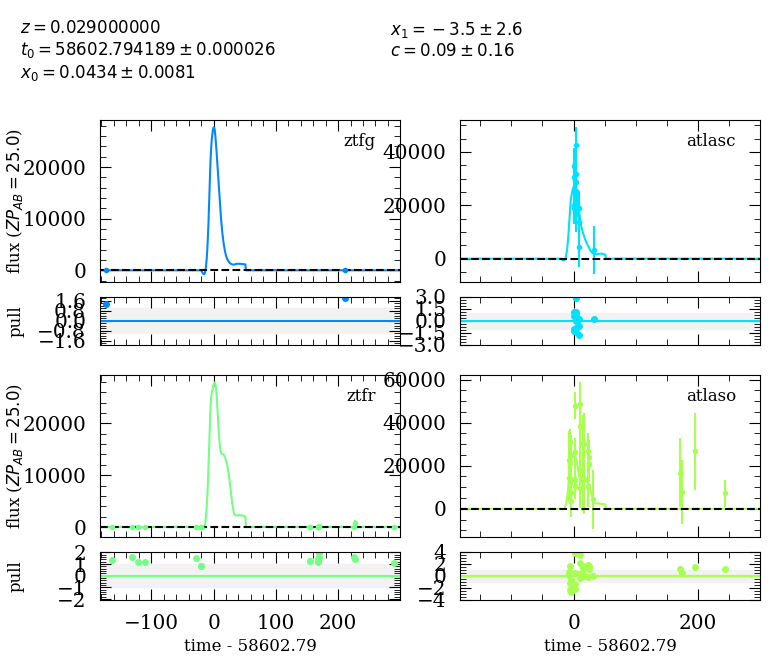 z = 0.029000000
t₀ = 58602.794189 ± 0.000026
x₀ = 0.0434 ± 0.0081
x₁ = −3.5 ± 2.6
c = 0.09 ± 0.16
flux (ZP_AB = 25.0)
ztfg
20000
10000
0
atlasc
40000
20000
0
pull
1.6
0.8
0.0
−0.8
−1.6
3.0
1.5
0.0
−1.5
−3.0
flux (ZP_AB = 25.0)
ztfr
20000
10000
0
atlaso
60000
40000
20000
0
pull
2
1
0
−1
−2
4
2
0
−2
−4
−100 0 100 200
time - 58602.79
0 200
time - 58602.79